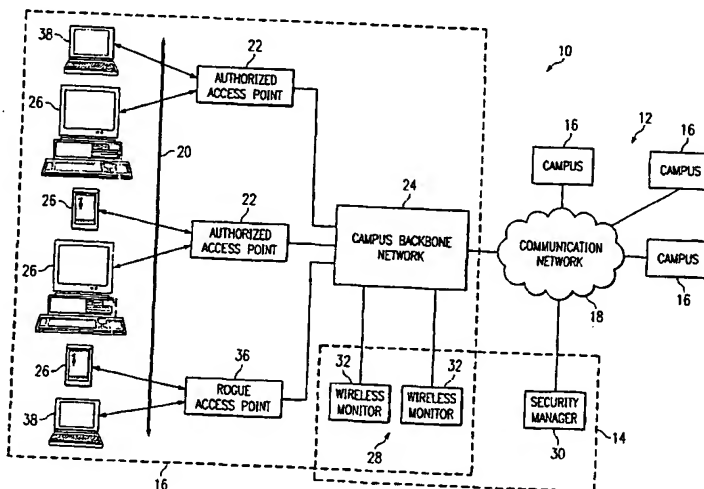 38
22
AUTHORIZED
ACCESS POINT
10
26
16
16
12
CAMPUS
CAMPUS
20
24
26
22
AUTHORIZED
ACCESS POINT
CAMPUS BACKBONE
NETWORK
COMMUNICATION
NETWORK
CAMPUS
16
18
26
26
36
ROGUE
ACCESS POINT
32
32
WIRELESS
MONITOR
WIRELESS
MONITOR
SECURITY
MANAGER
38
28
30
14
16